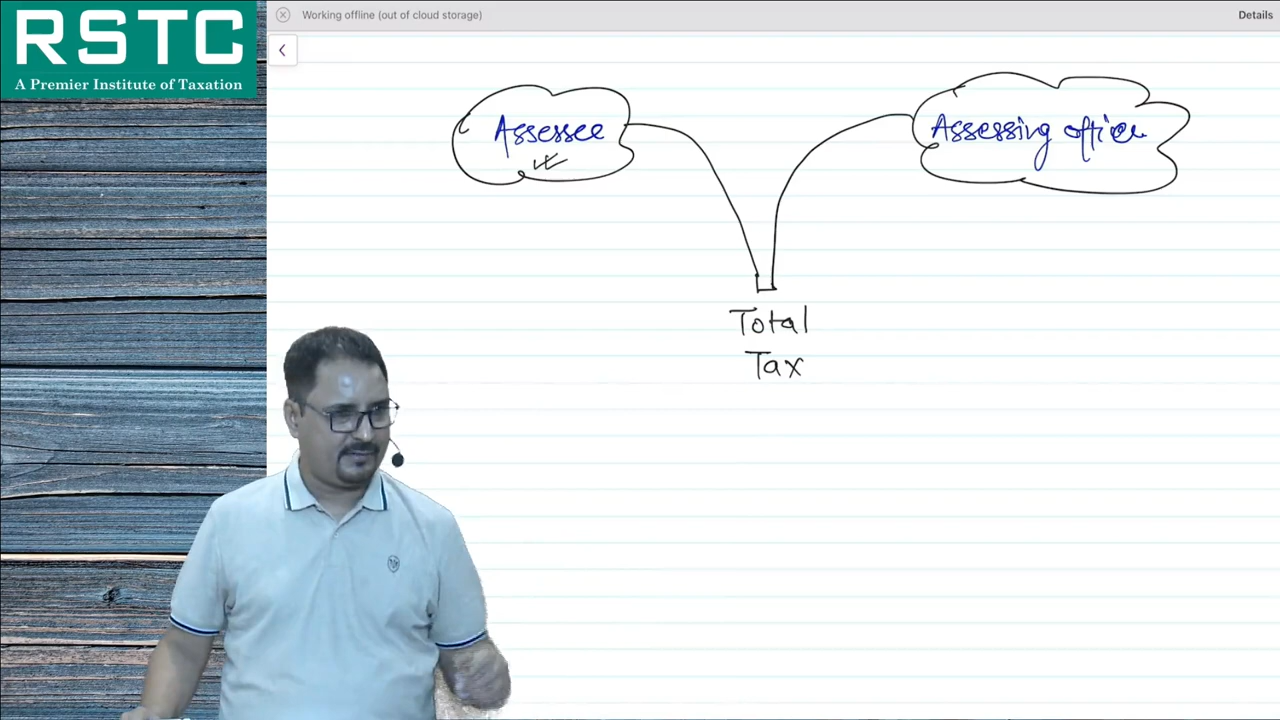 RSTC
A Premier Institute of Taxation
Working offline (out of cloud storage)
Details
Assessee
Assessing officer
Total
Tax